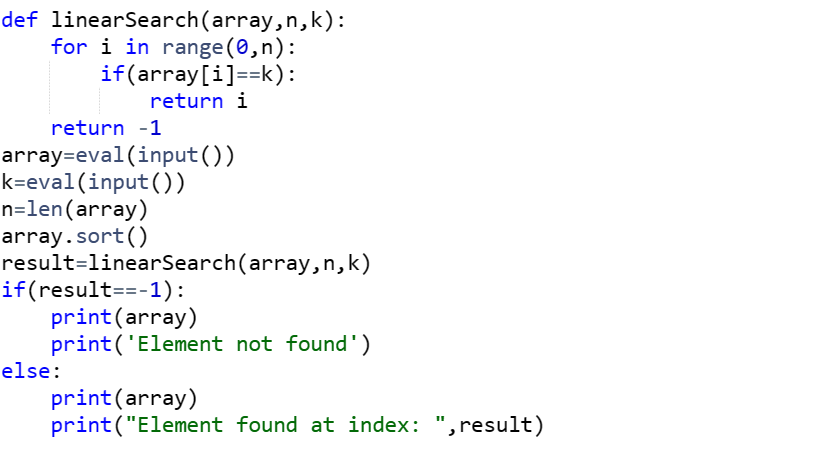 def linearSearch(array,n,k):
    for i in range(0,n):
        if(array[i]==k):
            return i
    return -1
array=eval(input())
k=eval(input())
n=len(array)
array.sort()
result=linearSearch(array,n,k)
if(result==-1):
    print(array)
    print('Element not found')
else:
    print(array)
    print("Element found at index: ",result)